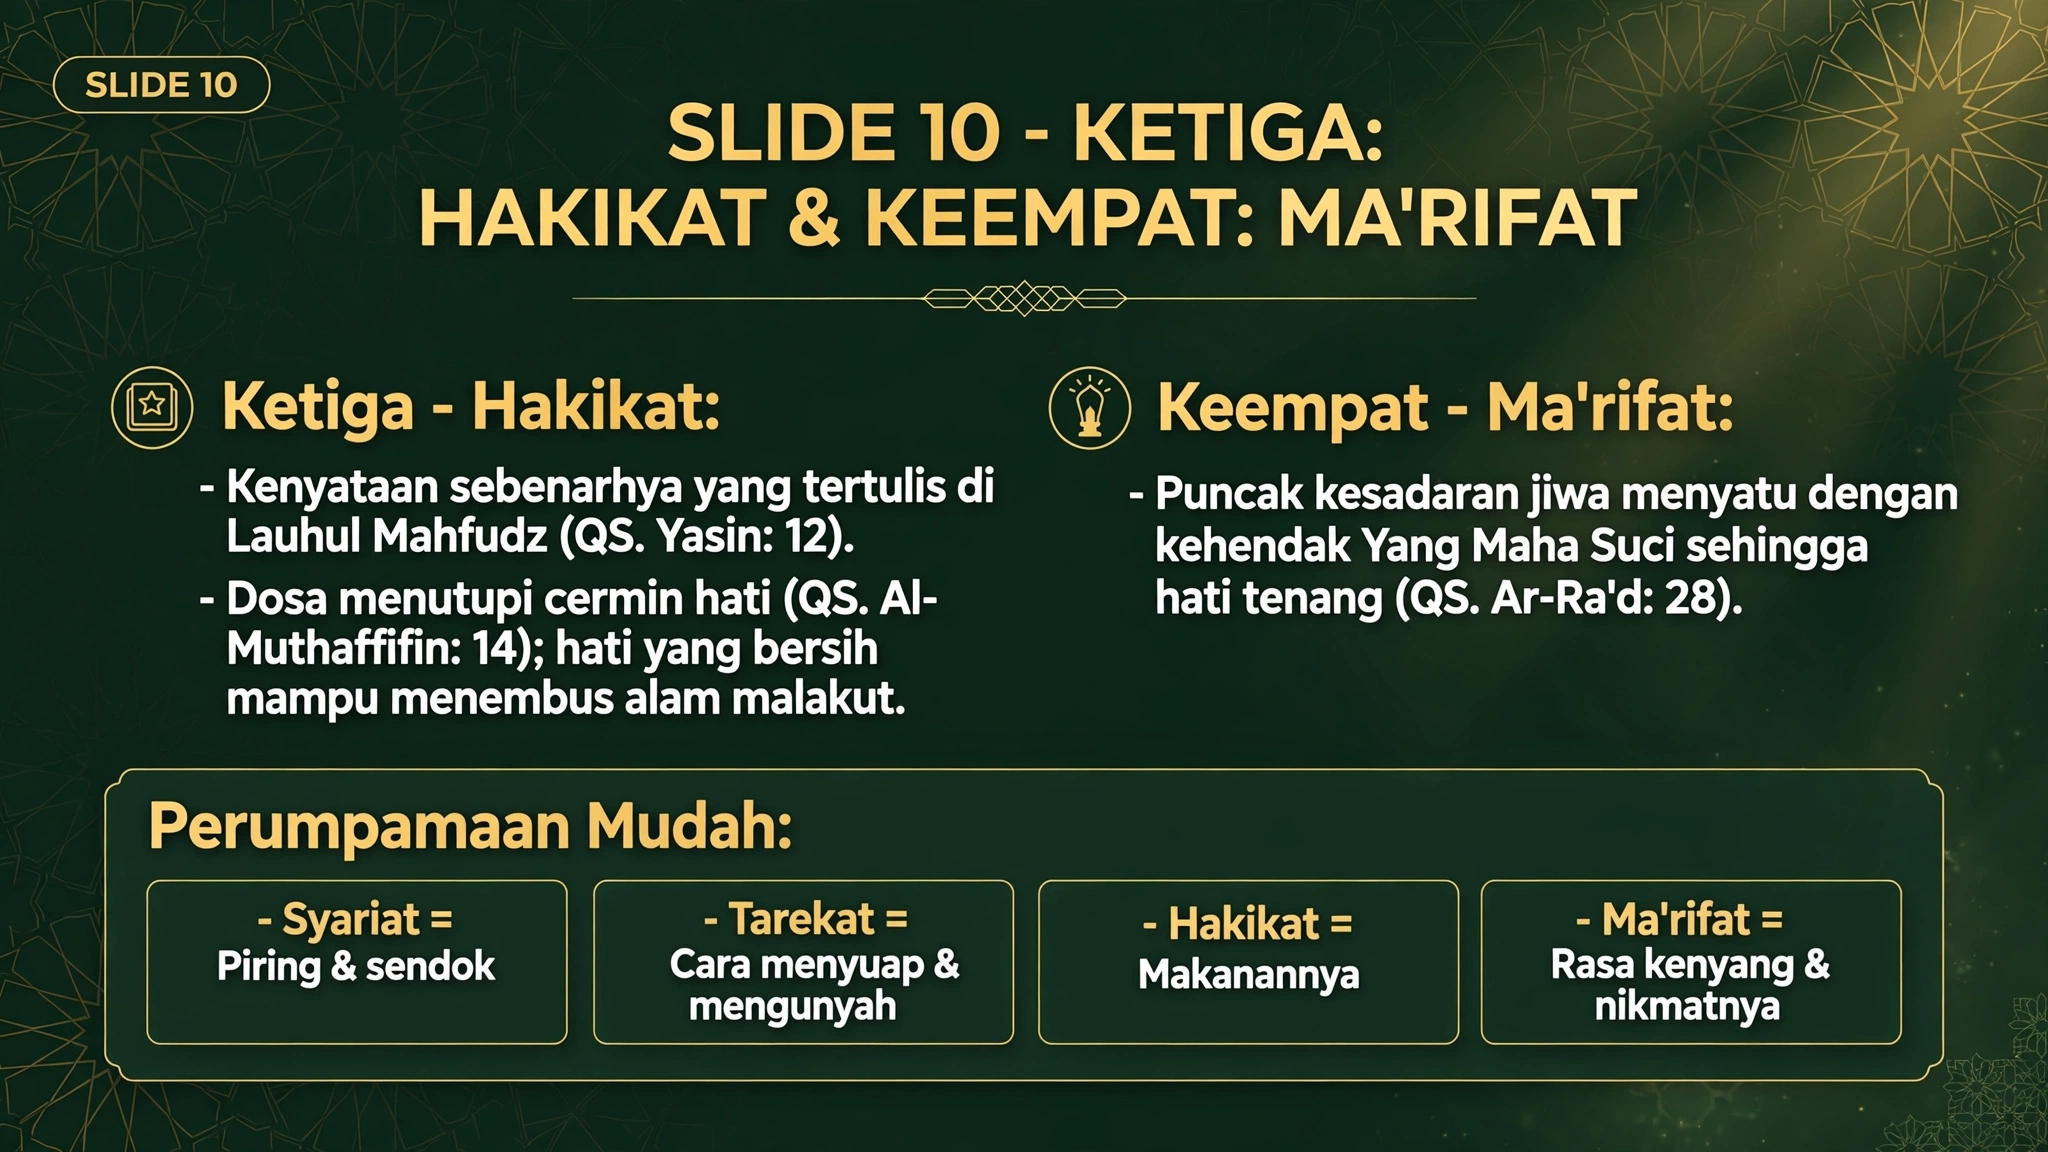 SLIDE 10
SLIDE 10 - KETIGA:
HAKIKAT & KEEMPAT: MA'RIFAT
Ketiga - Hakikat:
- Kenyataan sebenarhya yang tertulis di
Lauhul Mahfudz (QS. Yasin: 12).
- Dosa menutupi cermin hati (QS. Al-
Muthaffifin: 14); hati yang bersih
mampu menembus alam malakut.
Keempat - Ma'rifat:
- Puncak kesadaran jiwa menyatu dengan
kehendak Yang Maha Suci sehingga
hati tenang (QS. Ar-Ra'd: 28).
Perumpamaan Mudah:
- Syariat =
Piring & sendok
- Tarekat =
Cara menyuap &
mengunyah
- Hakikat =
Makanannya
- Ma'rifat =
Rasa kenyang &
nikmatnya